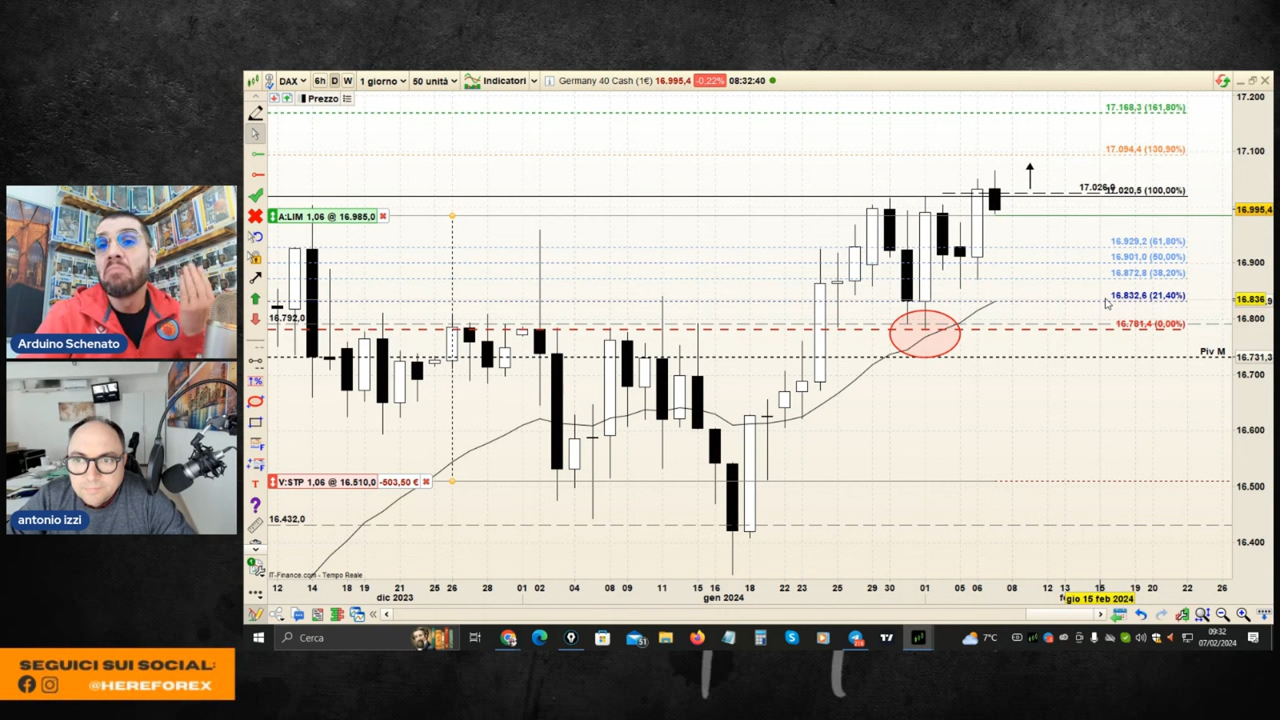 DAX 6h D W 1 giorno 50 unità Indicatori Germany 40 Cash (1€) 16.995,4 -0,22% 08:32:40
Prezzo
17.200
17.168,3 (161,80%)
17.100
17.094,4 (130,90%)
17.026,0
17.020,5 (100,00%)
A:LIM 1,06 @ 16.985,0
16.995,4
16.929,2 (61,80%)
16.901,0 (50,00%)
16.900
16.872,8 (38,20%)
16.832,6 (21,40%)
16.836,9
16.792,0
16.800
16.781,4 (0,00%)
Piv M
16.731,3
16.700
16.600
V:STP 1,06 @ 16.510,0 -503,50 €
16.500
16.432,0
16.400
IT-Finance.com - Tempo Reale
12 14 19 21 25 26 28 01 02 04 08 09 11 15 16 18 22 23 25 29 30 01 05 06 08 12 13 15 19 20 22 26
dic 2023 gen 2024 gio 15 feb 2024
Arduino Schenato
antonio izzi
Cerca
51
7°C
09:32
07/02/2024
SEGUICI SUI SOCIAL:
@HEREFOREX